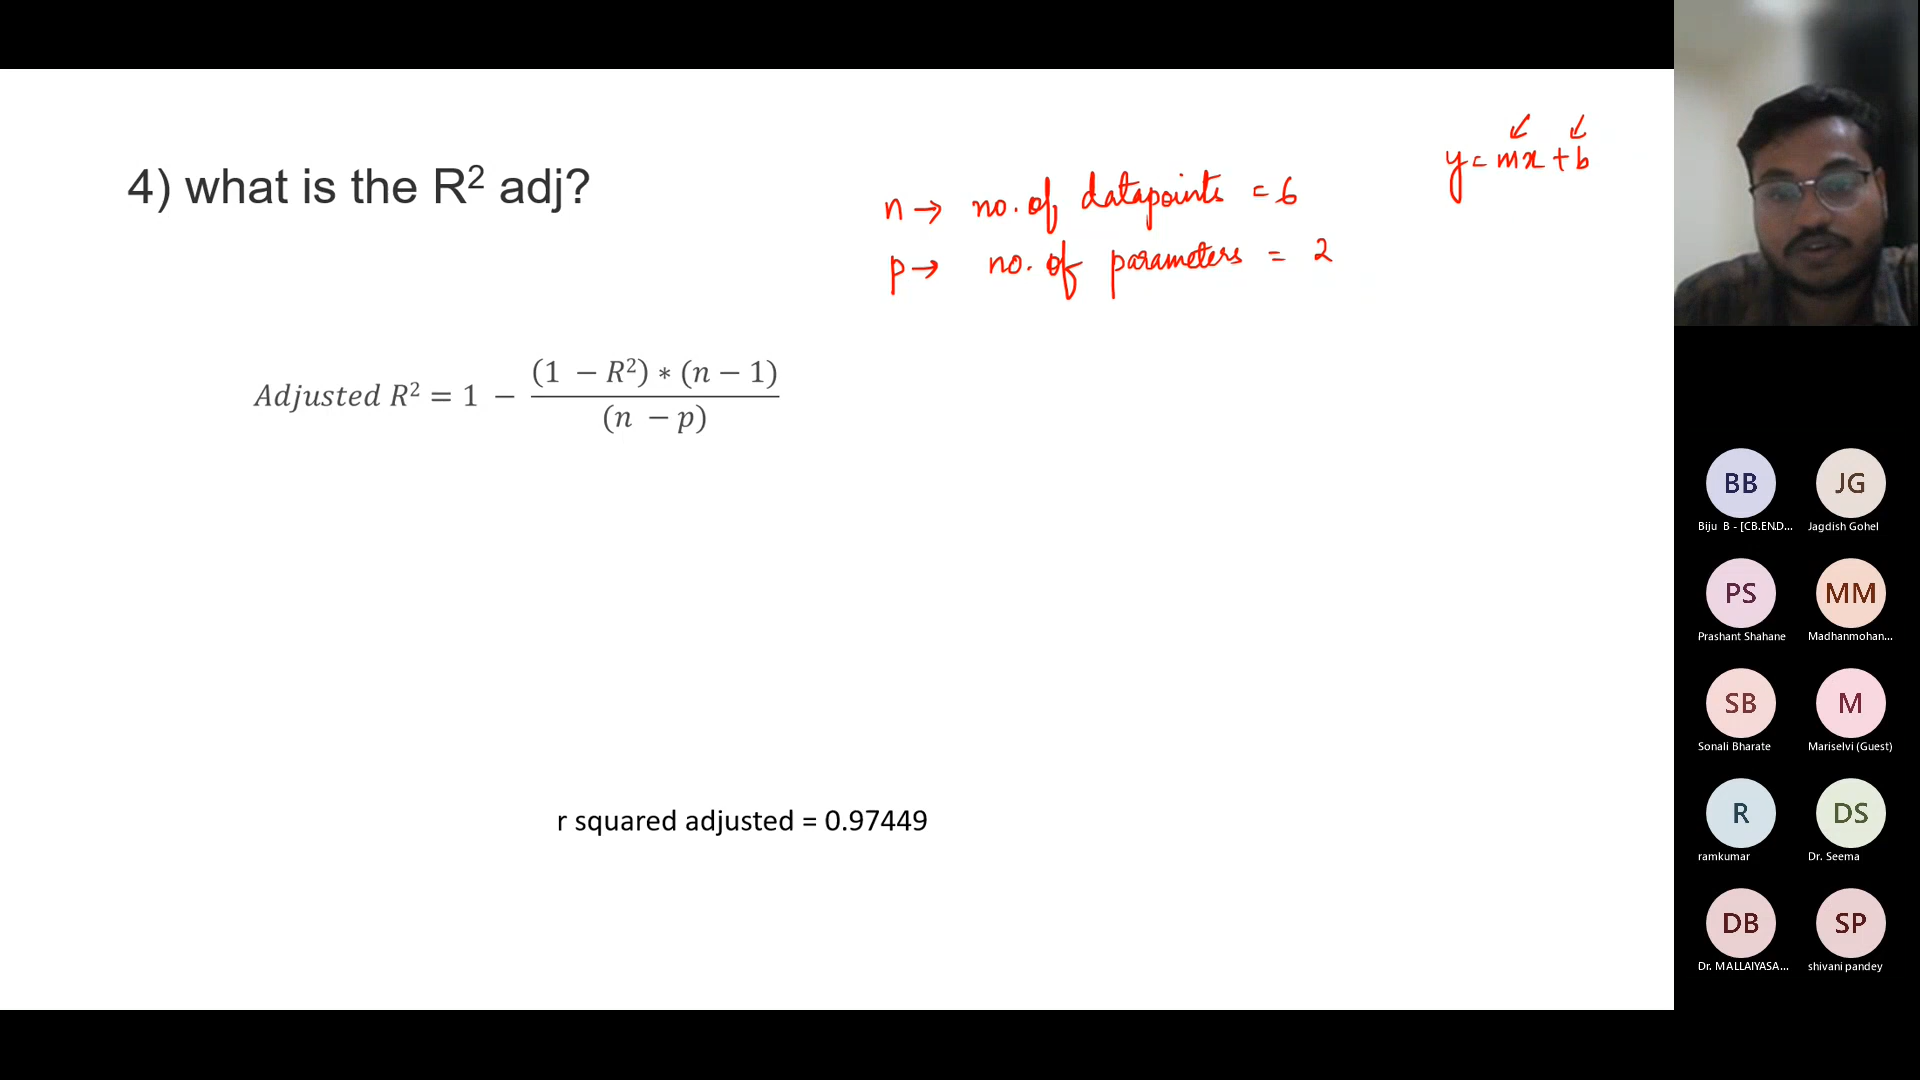 4) what is the R² adj?
n → no. of datapoints = 6
p → no. of parameters = 2
y = mx + b
Adjusted R² = 1 − (1 − R²) ∗ (n − 1) / (n − p)
r squared adjusted = 0.97449
BB
Biju B - [CB.EN.D...
JG
Jagdish Gohel
PS
Prashant Shahane
MM
Madhanmohan...
SB
Sonali Bharate
M
Mariselvi (Guest)
R
ramkumar
DS
Dr. Seema
DB
Dr. MALLAIYASA...
SP
shivani pandey